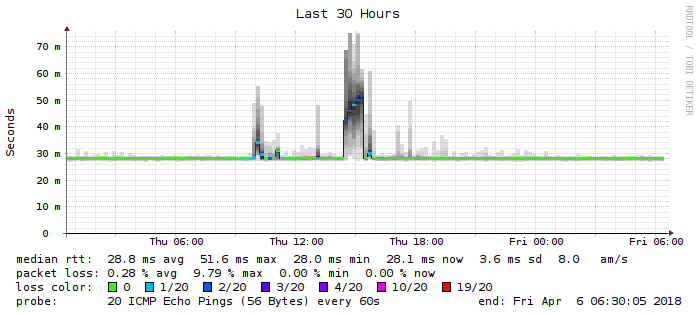 Last 30 Hours
RRDTOOL / TOBI OETIKER
Seconds
70 m
60 m
50 m
40 m
30 m
20 m
10 m
0
Thu 06:00 Thu 12:00 Thu 18:00 Fri 00:00 Fri 06:00
median rtt: 28.8 ms avg 51.6 ms max 28.0 ms min 28.1 ms now 3.6 ms sd 8.0 am/s
packet loss: 0.28 % avg 9.79 % max 0.00 % min 0.00 % now
loss color: 0 1/20 2/20 3/20 4/20 10/20 19/20
probe: 20 ICMP Echo Pings (56 Bytes) every 60s end: Fri Apr 6 06:30:05 2018